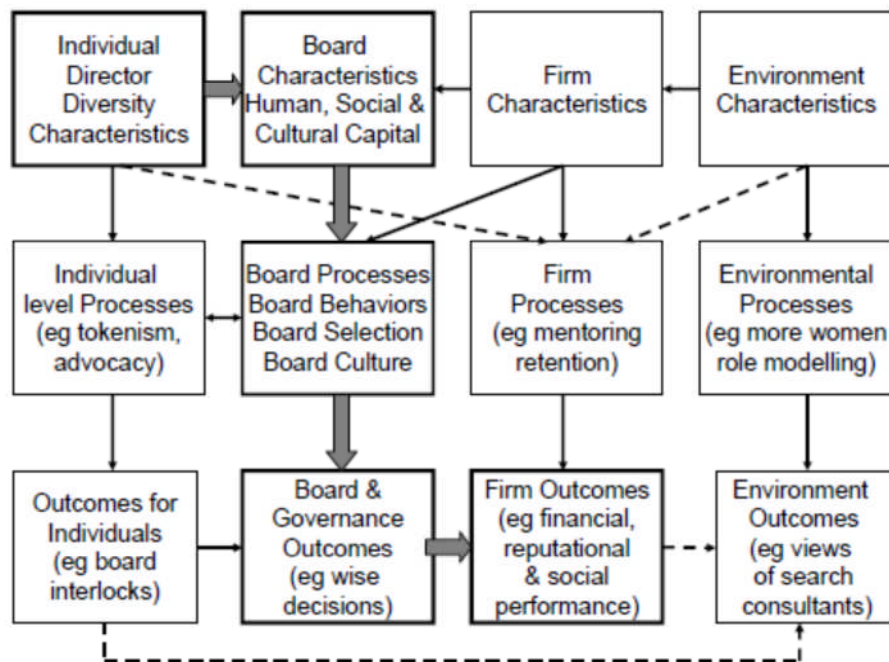 Individual
Director
Diversity
Characteristics
Board
Characteristics
Human, Social &
Cultural Capital
Firm
Characteristics
Environment
Characteristics
Individual
level Processes
(eg tokenism,
advocacy)
Board Processes
Board Behaviors
Board Selection
Board Culture
Firm
Processes
(eg mentoring
retention)
Environmental
Processes
(eg more women
role modelling)
Outcomes for
Individuals
(eg board
interlocks)
Board &
Governance
Outcomes
(eg wise
decisions)
Firm Outcomes
(eg financial,
reputational
& social
performance)
Environment
Outcomes
(eg views
of search
consultants)